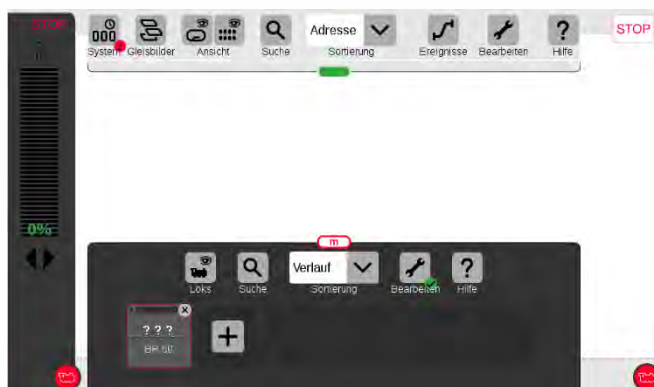 STOP
Adresse
STOP
System
Gleisbilder
Ansicht
Suche
Sortierung
Ereignisse
Bearbeiten
Hilfe
0%
m
Verlauf
Loks
Suche
Sortierung
Bearbeiten
Hilfe
? ? ?
BR 50